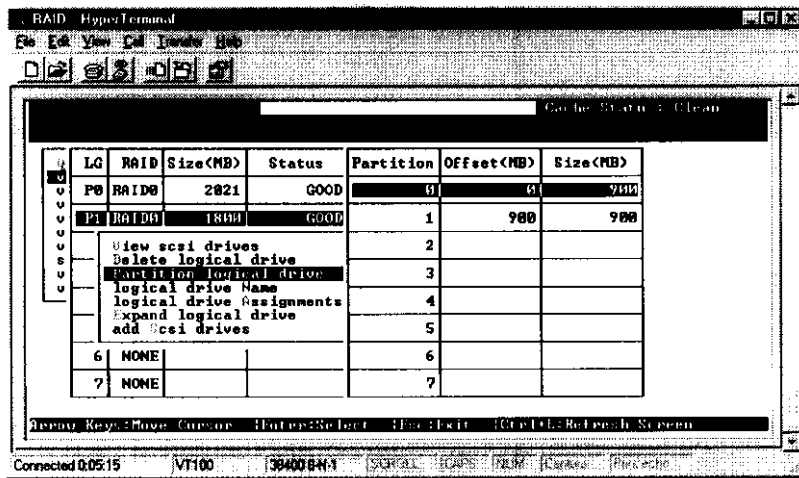 RAID - HyperTerminal
File Edit View Call Transfer Help
Cache Status : Clean
LG RAID Size(MB) Status Partition Offset(MB) Size(MB)
P0 RAID0 2021 GOOD 0 0 900
P1 RAID0 1800 GOOD 1 900 900
View scsi drives 2
Delete logical drive
Partition logical drive 3
logical drive Name
logical drive Assignments 4
Expand logical drive
add Scsi drives 5
6 NONE 6
7 NONE 7
Arrow Keys:Move Cursor |Enter:Select |Esc:Exit |Ctrl+L:Refresh Screen
Connected 0:05:15 VT100 38400 8-N-1 SCROLL CAPS NUM Capture Print echo